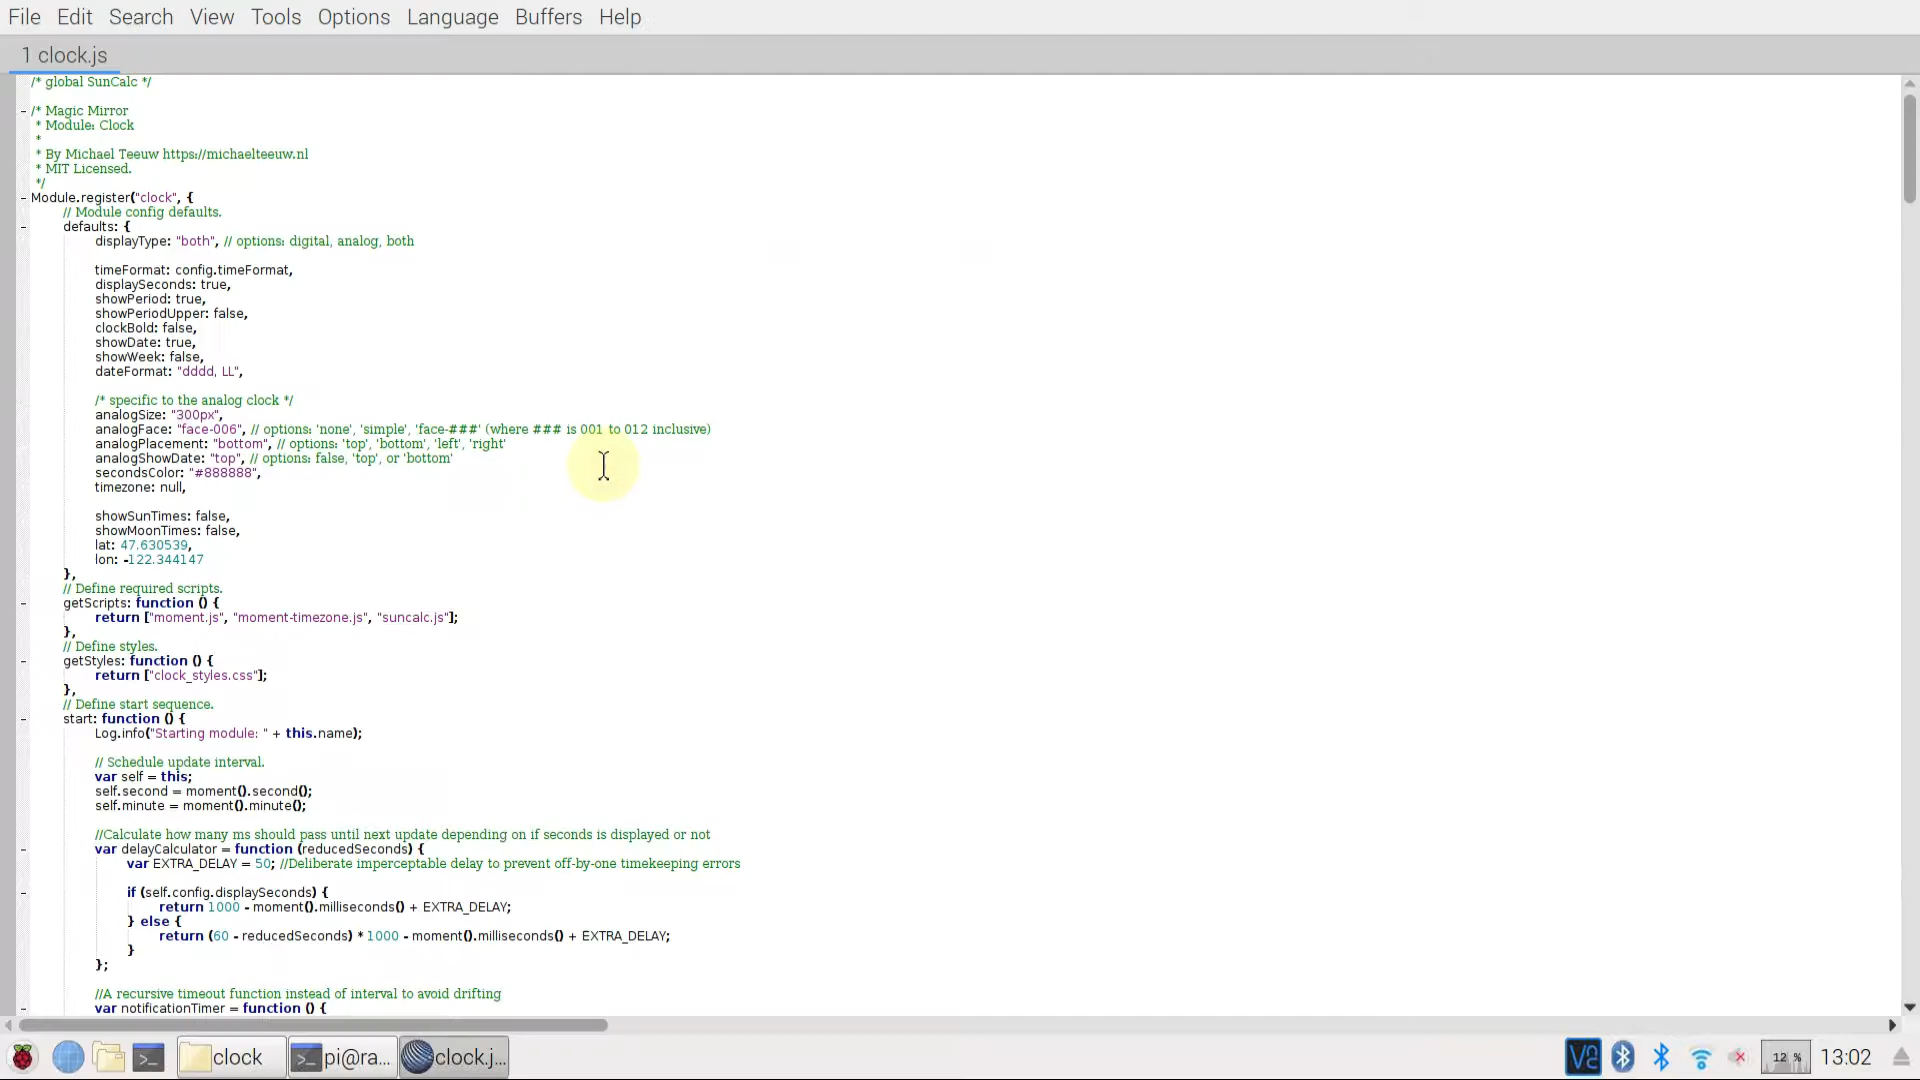 File Edit Search View Tools Options Language Buffers Help
1 clock.js
/* global SunCalc */
/* Magic Mirror
* Module: Clock
*
* By Michael Teeuw https://michaelteeuw.nl
* MIT Licensed.
*/
Module.register("clock", {
// Module config defaults.
defaults: {
displayType: "both", // options: digital, analog, both
timeFormat: config.timeFormat,
displaySeconds: true,
showPeriod: true,
showPeriodUpper: false,
clockBold: false,
showDate: true,
showWeek: false,
dateFormat: "dddd, LL",
/* specific to the analog clock */
analogSize: "300px",
analogFace: "face-006", // options: 'none', 'simple', 'face-###' (where ### is 001 to 012 inclusive)
analogPlacement: "bottom", // options: 'top', 'bottom', 'left', 'right'
analogShowDate: "top", // options: false, 'top', or 'bottom'
secondsColor: "#888888",
timezone: null,
showSunTimes: false,
showMoonTimes: false,
lat: 47.630539,
lon: -122.344147
},
// Define required scripts.
getScripts: function () {
return ["moment.js", "moment-timezone.js", "suncalc.js"];
},
// Define styles.
getStyles: function () {
return ["clock_styles.css"];
},
// Define start sequence.
start: function () {
Log.info("Starting module: " + this.name);
// Schedule update interval.
var self = this;
self.second = moment().second();
self.minute = moment().minute();
//Calculate how many ms should pass until next update depending on if seconds is displayed or not
var delayCalculator = function (reducedSeconds) {
var EXTRA_DELAY = 50; //Deliberate imperceptable delay to prevent off-by-one timekeeping errors
if (self.config.displaySeconds) {
return 1000 - moment().milliseconds() + EXTRA_DELAY;
} else {
return (60 - reducedSeconds) * 1000 - moment().milliseconds() + EXTRA_DELAY;
}
};
//A recursive timeout function instead of interval to avoid drifting
var notificationTimer = function () {
clock pi@ra... clock.j... 12 % 13:02